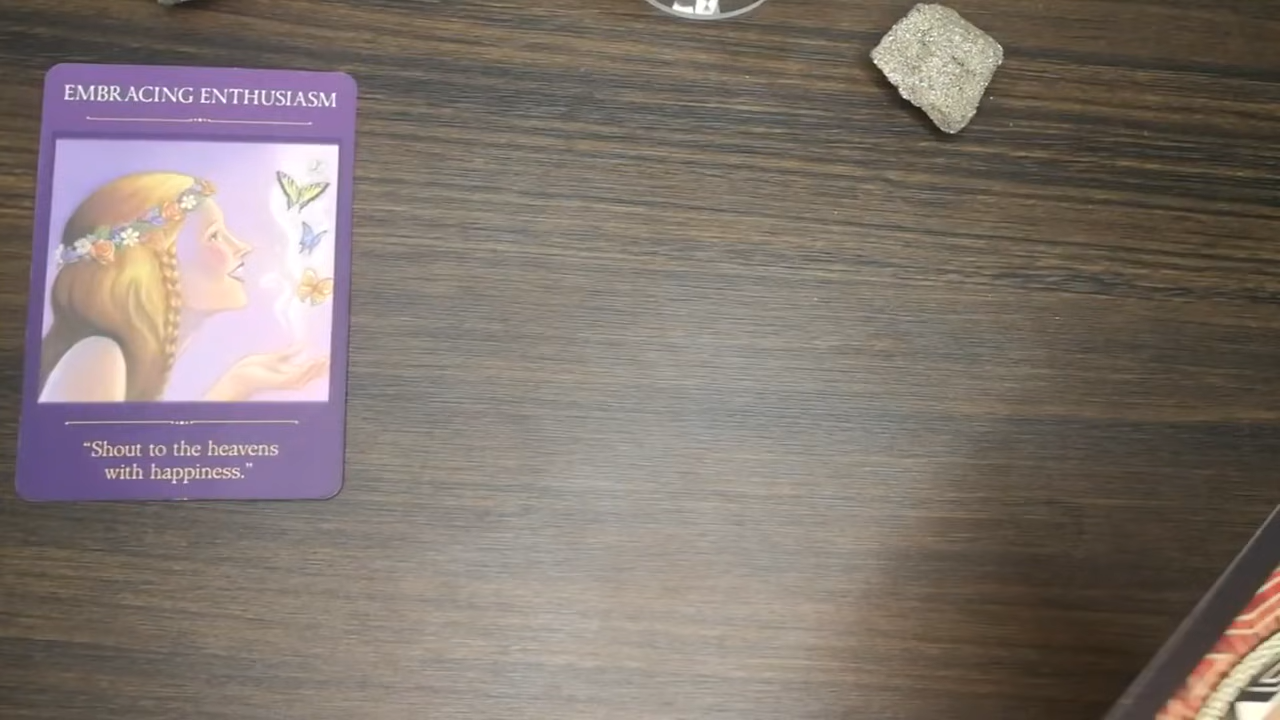 EMBRACING ENTHUSIASM
“Shout to the heavens
with happiness.”